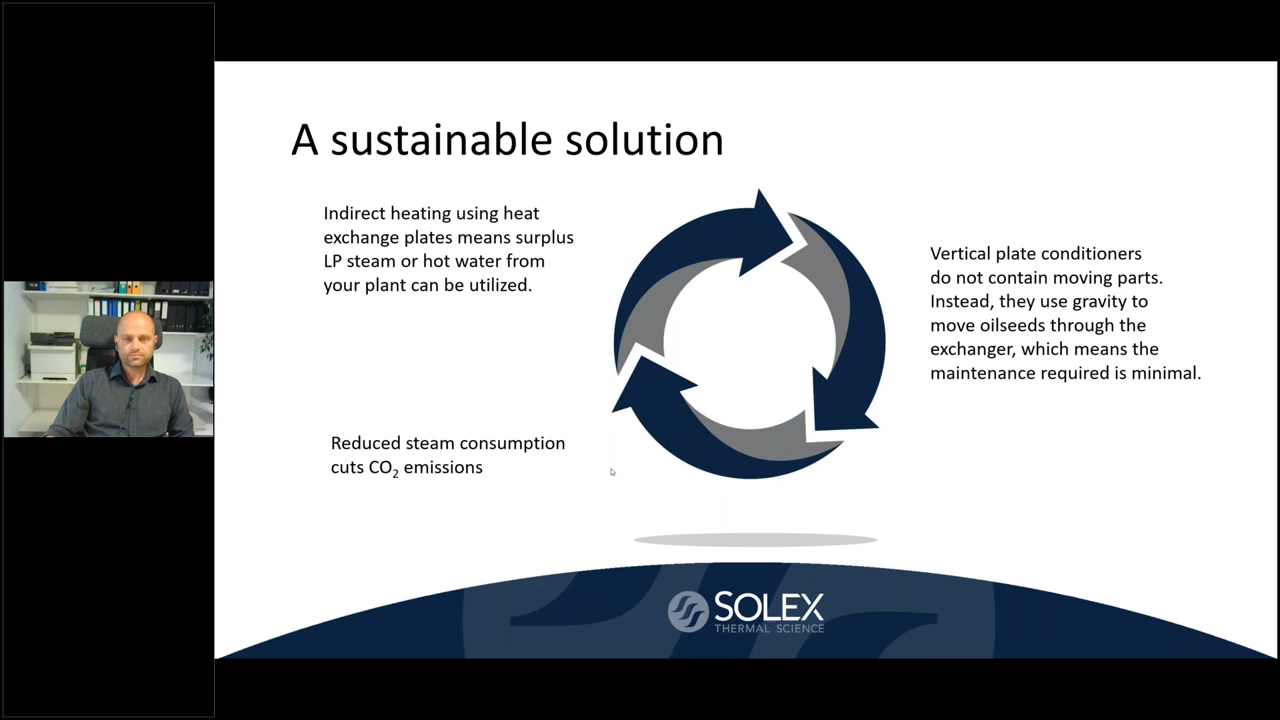 A sustainable solution
Indirect heating using heat
exchange plates means surplus
LP steam or hot water from
your plant can be utilized.
Vertical plate conditioners
do not contain moving parts.
Instead, they use gravity to
move oilseeds through the
exchanger, which means the
maintenance required is minimal.
Reduced steam consumption
cuts CO₂ emissions
SOLEX
THERMAL SCIENCE